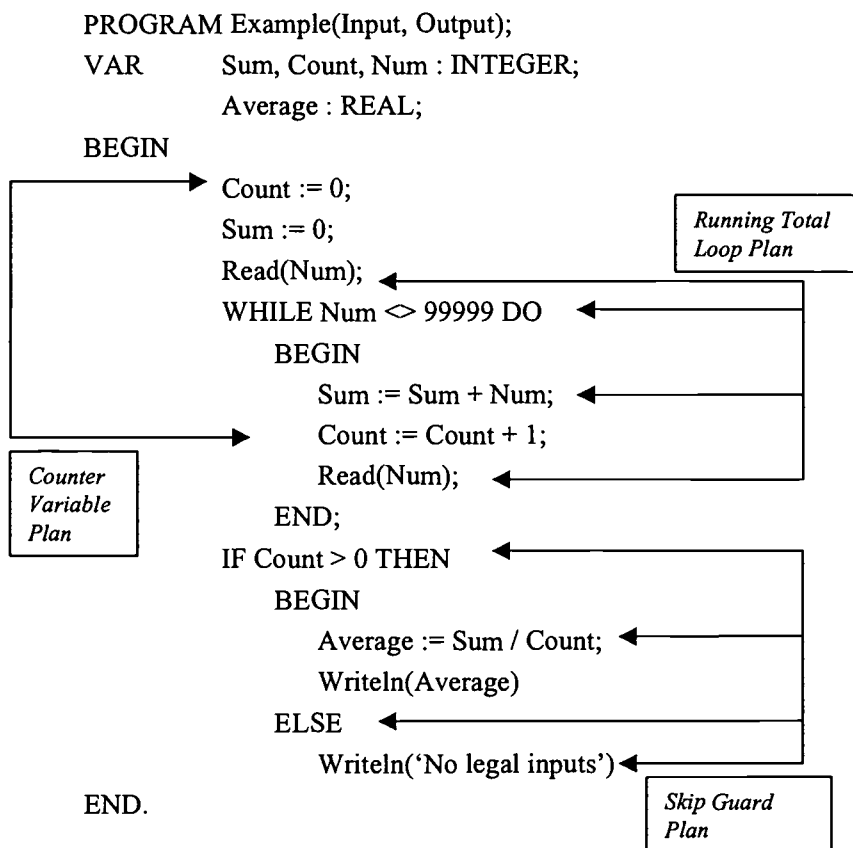 PROGRAM Example(Input, Output);
VAR Sum, Count, Num : INTEGER;
Average : REAL;
BEGIN
Count := 0;
Sum := 0;
Read(Num);
WHILE Num <> 99999 DO
BEGIN
Sum := Sum + Num;
Count := Count + 1;
Read(Num);
END;
IF Count > 0 THEN
BEGIN
Average := Sum / Count;
Writeln(Average)
ELSE
Writeln(‘No legal inputs’)
END.
Running Total
Loop Plan
Counter
Variable
Plan
Skip Guard
Plan